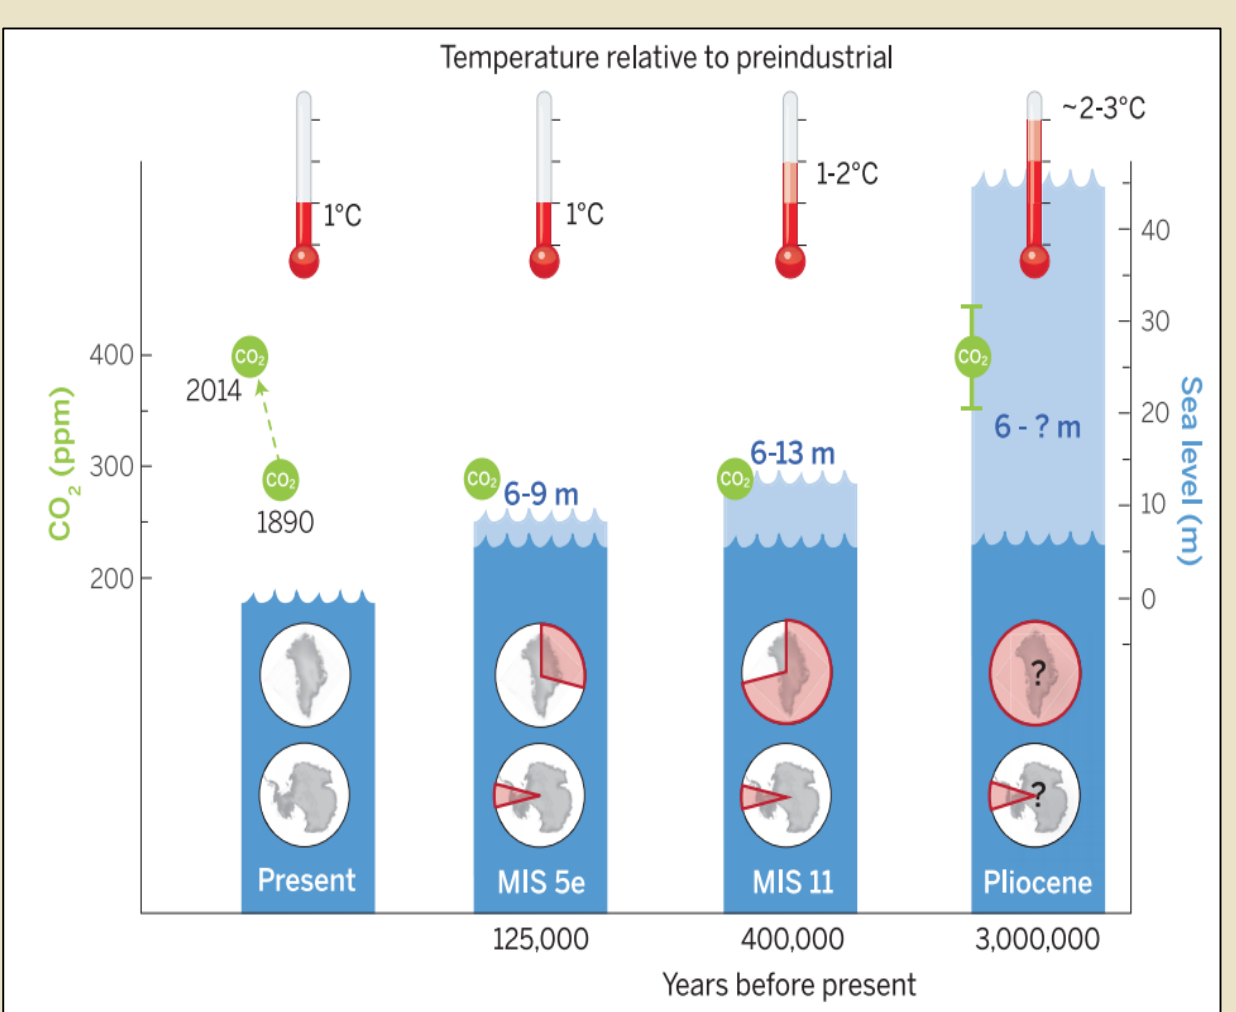 Temperature relative to preindustrial
~2-3°C
1-2°C
1°C
1°C
40
30
400
CO₂
CO₂
2014
Sea level (m)
CO₂ (ppm)
20
6 - ? m
6-13 m
300
CO₂
CO₂
CO₂
6-9 m
10
1890
200
0
?
?
Present
MIS 5e
MIS 11
Pliocene
125,000
400,000
3,000,000
Years before present